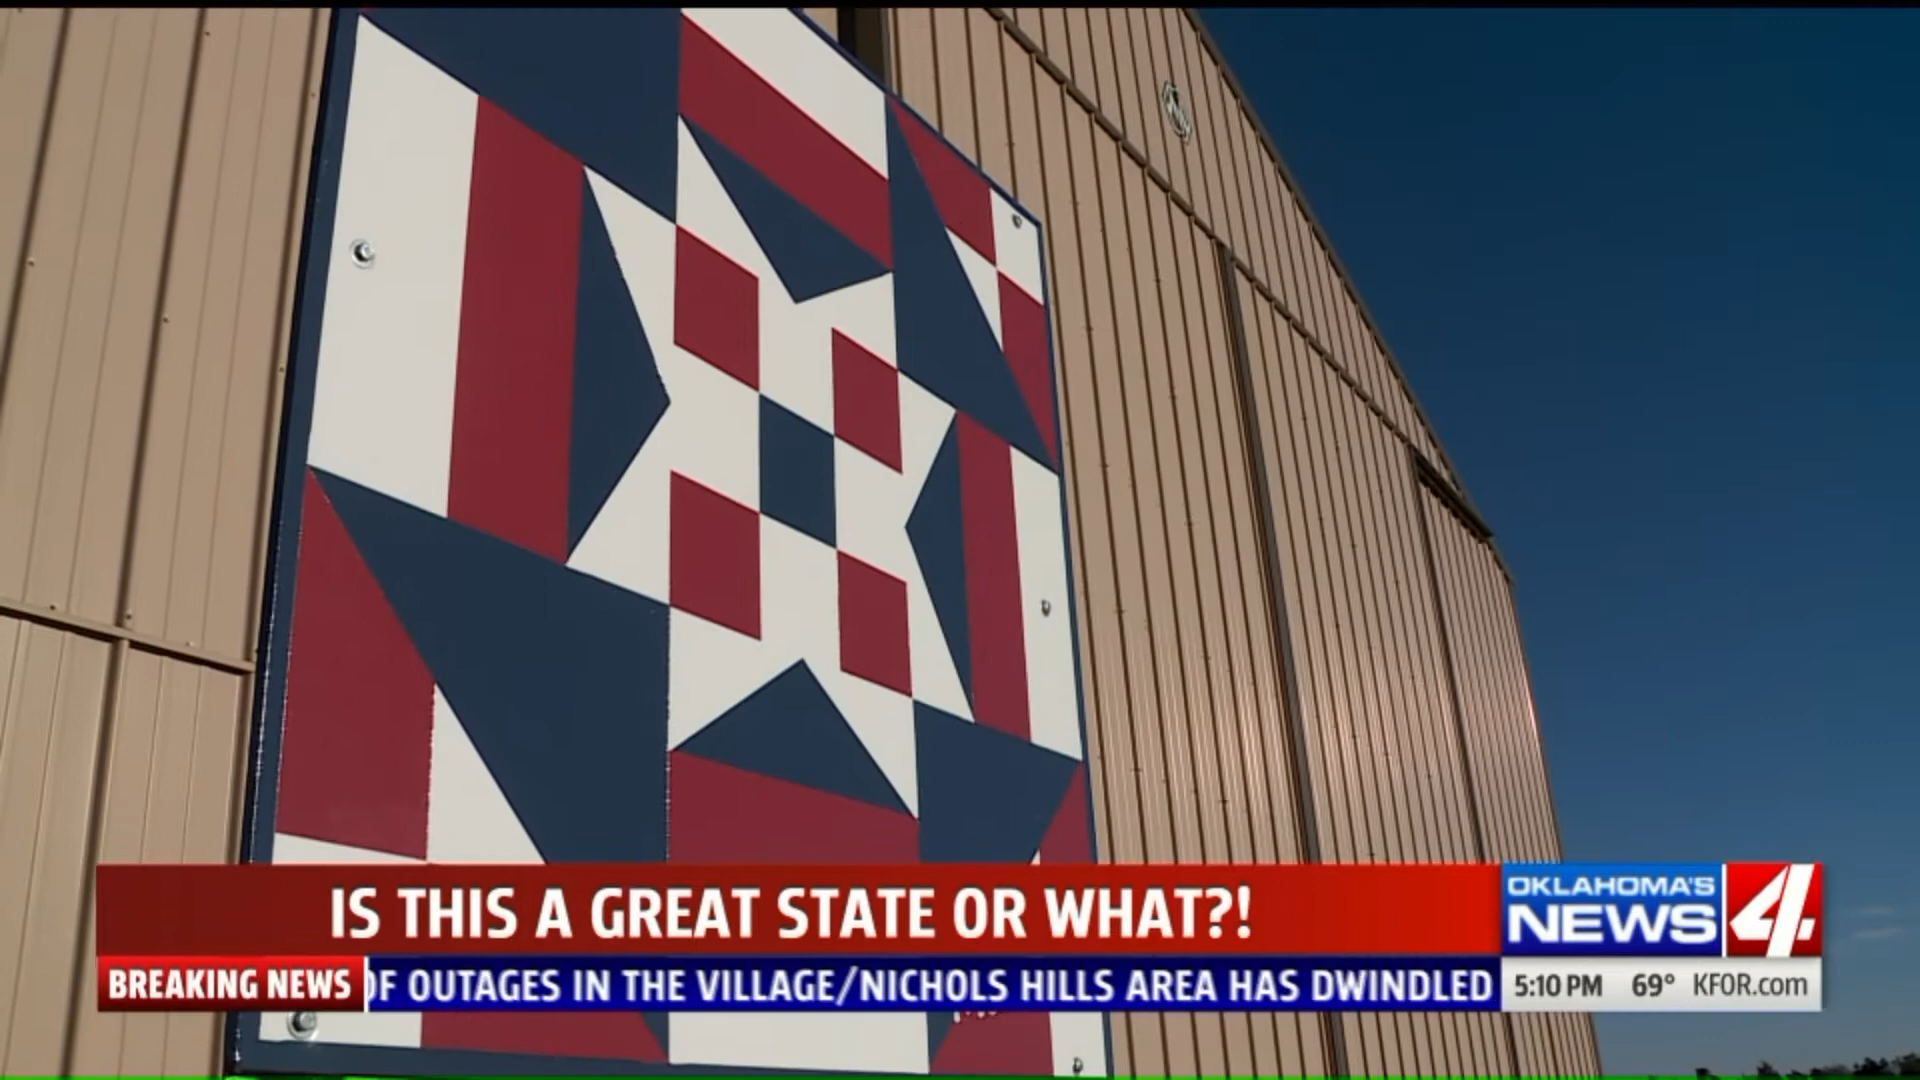 IS THIS A GREAT STATE OR WHAT?!
OKLAHOMA'S
NEWS 4
BREAKING NEWS
OF OUTAGES IN THE VILLAGE/NICHOLS HILLS AREA HAS DWINDLED
5:10 PM 69° KFOR.com